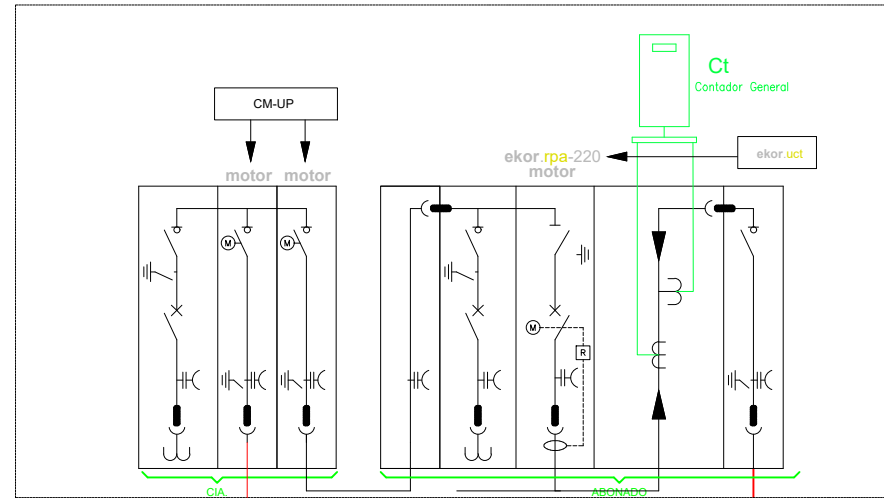 Ct
Contador General
CM-UP
ekor.rpa-220
motor
ekor.uct
motor
motor
M
M
M
R
CIA.
ABONADO